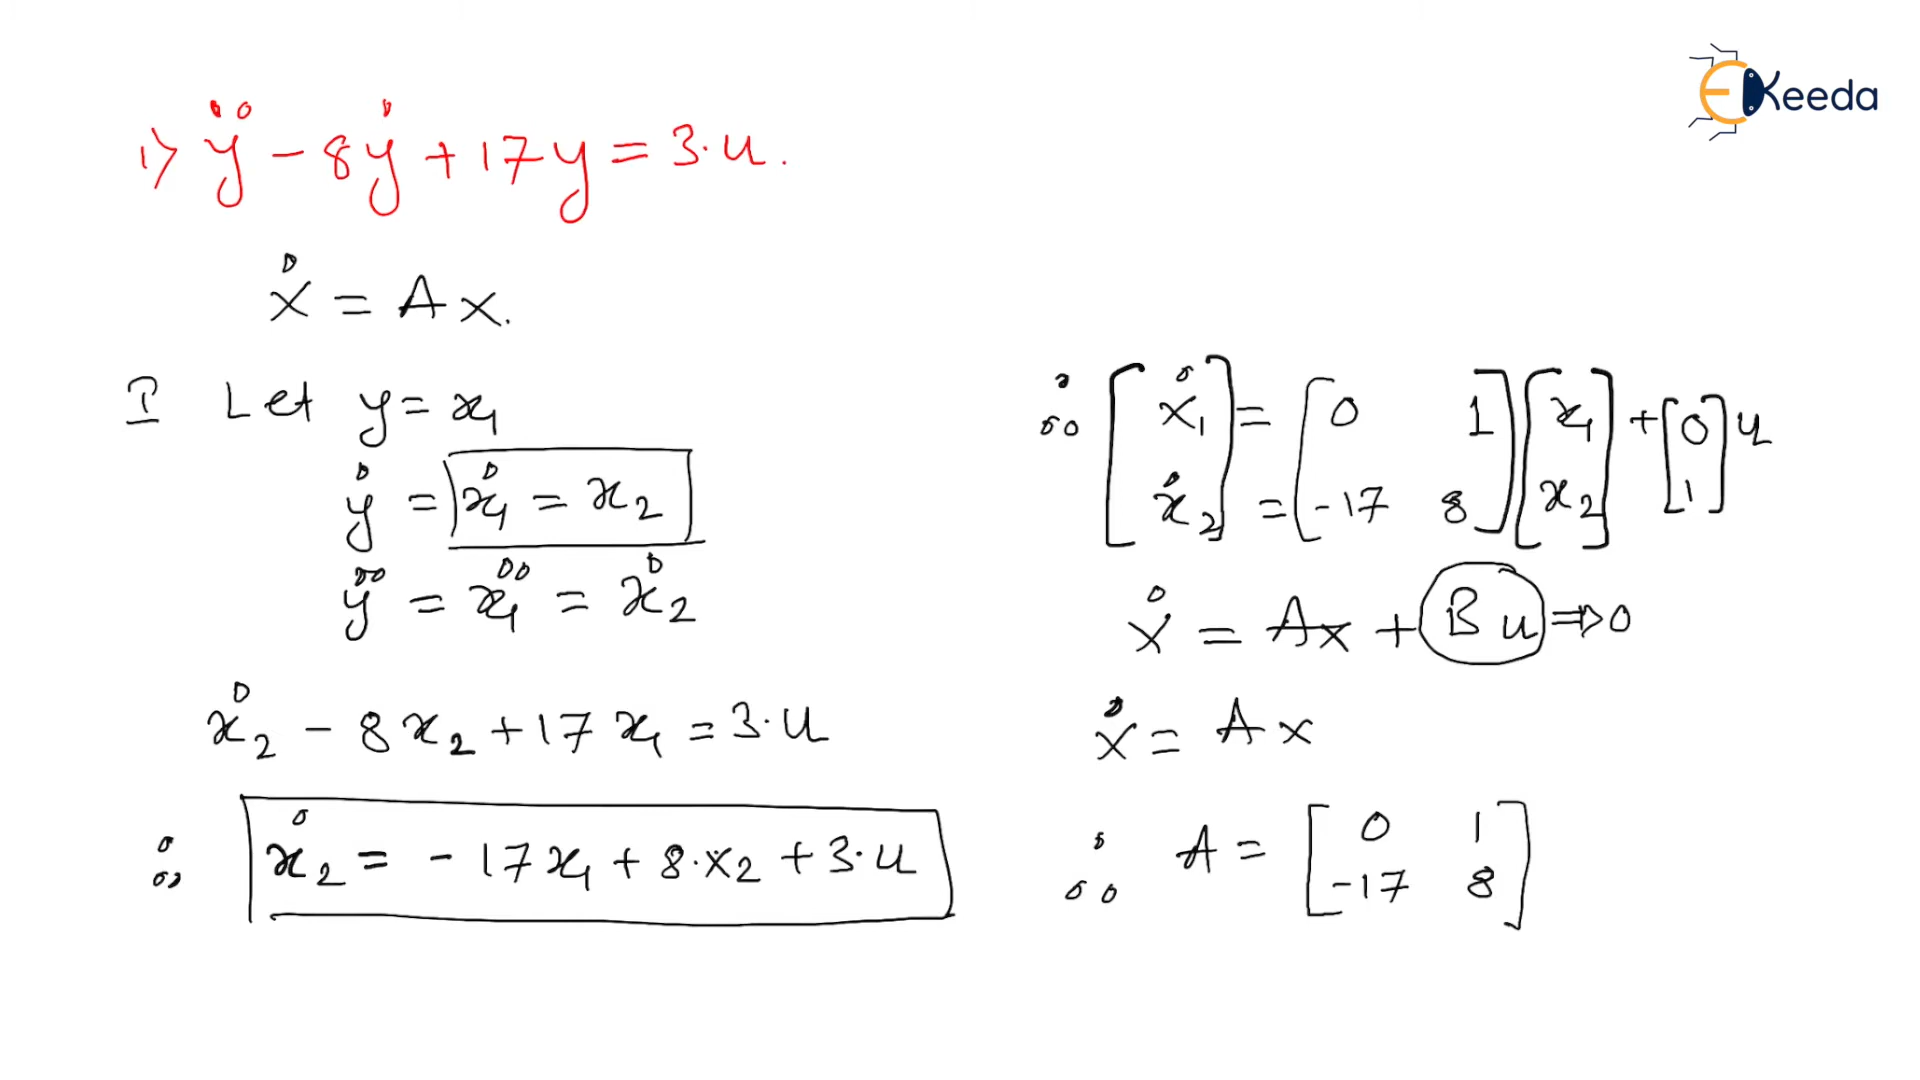 EKeeda
1) ÿ - 8ẏ + 17y = 3·u.
Ẋ = Ax.
I Let y = x₁
ẏ = ẋ₁ = x₂
ÿ = ẍ₁ = ẋ₂
ẋ₂ - 8x₂ + 17x₁ = 3·u
∴ ẋ₂ = -17x₁ + 8·x₂ + 3·u
∴ [ẋ₁] = [0 1][x₁] + [0]u
[ẋ₂] = [-17 8][x₂] [1]
Ẋ = Ax + Bu ⇒ 0
Ẋ = Ax
∴ A = [0 1
-17 8]